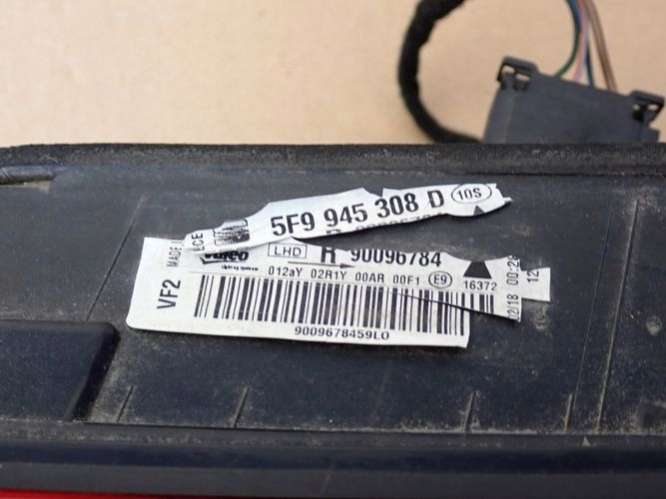 5F9 945 308 D 10S
LHD R 90096784
012aY 02R1Y 00AR 00F1 E9 16372
VF2
9009678459LO